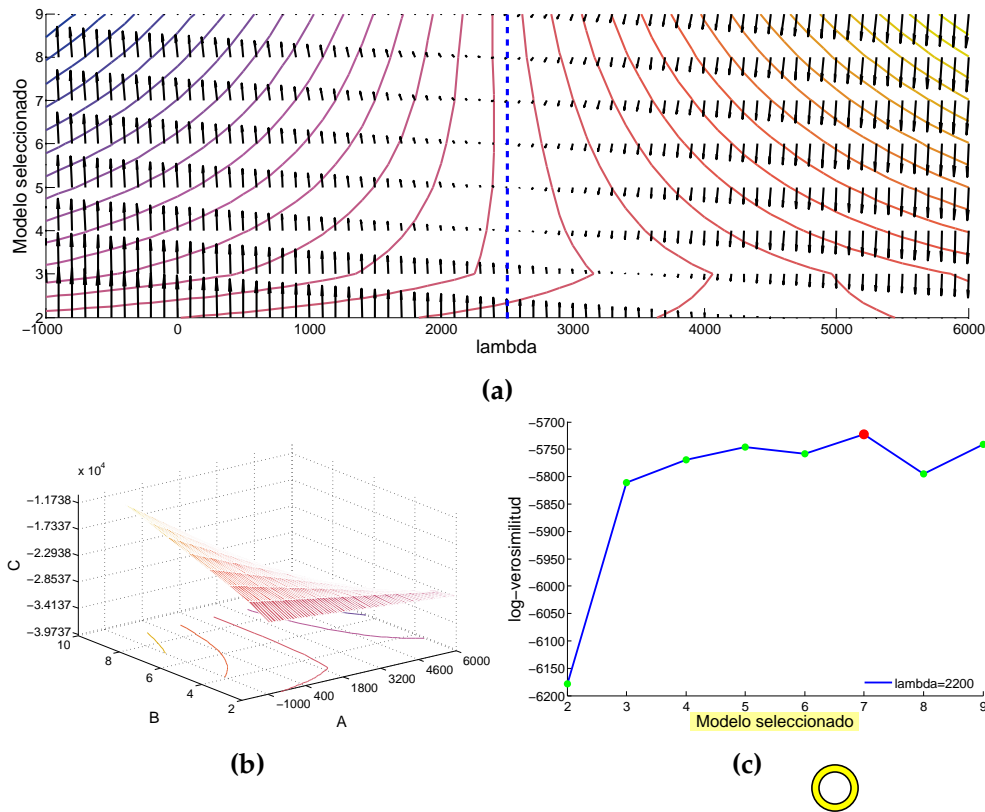 9
8
7
6
5
4
3
2
Modelo seleccionado
−1000 0 1000 2000 3000 4000 5000 6000
lambda
(a)
x 10^4
−1.1738
−1.7337
−2.2938
−2.8537
−3.4137
−3.9737
C
10 8 6 4 2
B
−1000 400 1800 3200 4600 6000
A
(b)
−5700
−5750
−5800
−5850
−5900
−5950
−6000
−6050
−6100
−6150
−6200
log−verosimilitud
lambda=2200
2 3 4 5 6 7 8 9
Modelo seleccionado
(c)